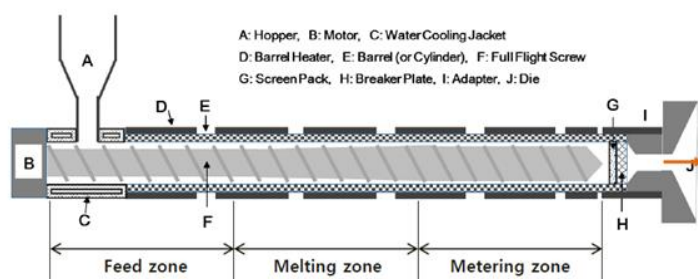 A: Hopper, B: Motor, C: Water Cooling Jacket
D: Barrel Heater, E: Barrel (or Cylinder), F: Full Flight Screw
G: Screen Pack, H: Breaker Plate, I: Adapter, J: Die
A
D
E
G
I
B
J
C
F
H
Feed zone
Melting zone
Metering zone